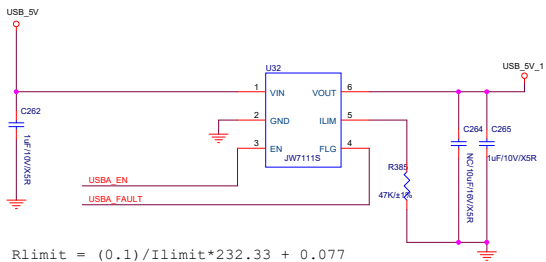 USB_5V
USB_5V_1
U32
1 VIN VOUT 6
2 GND ILIM 5
3 EN FLG 4
JW7111S
C262
1uF/10V/X5R
C264
NC/10uF/16V/X5R
C265
1uF/10V/X5R
R385
47K/±1%
USBA_EN
USBA_FAULT
Rlimit = (0.1)/Ilimit*232.33 + 0.077